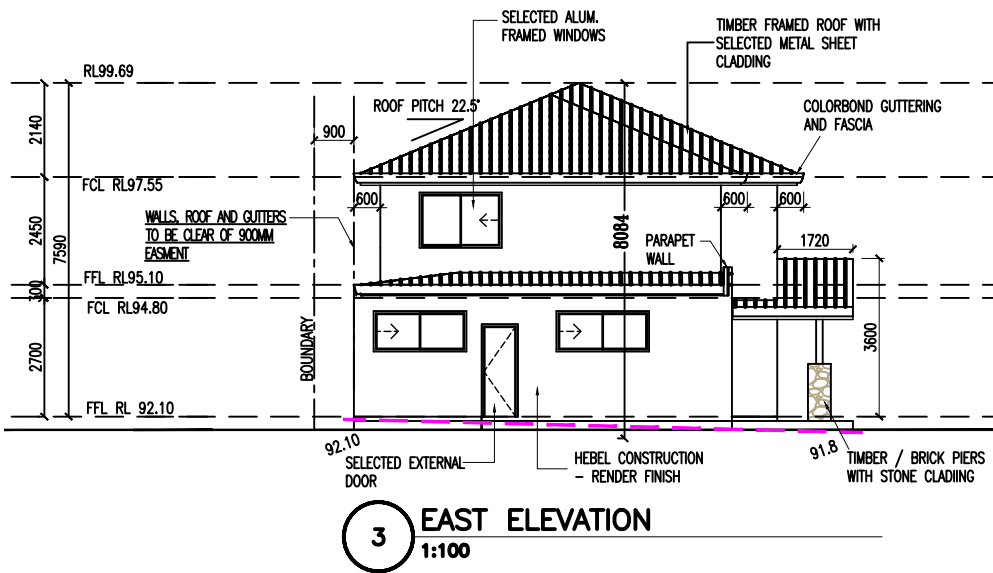 SELECTED ALUM.
FRAMED WINDOWS
TIMBER FRAMED ROOF WITH
SELECTED METAL SHEET
CLADDING
RL99.69
ROOF PITCH 22.5°
COLORBOND GUTTERING
AND FASCIA
2140
900
FCL RL97.55
600
600
600
WALLS, ROOF AND GUTTERS
TO BE CLEAR OF 900MM
EASMENT
2450
7590
8084
PARAPET
WALL
1720
FFL RL95.10
300
FCL RL94.80
BOUNDARY
2700
3600
FFL RL 92.10
92.10
91.8
SELECTED EXTERNAL
DOOR
HEBEL CONSTRUCTION
- RENDER FINISH
TIMBER / BRICK PIERS
WITH STONE CLADIING
3
EAST ELEVATION
1:100